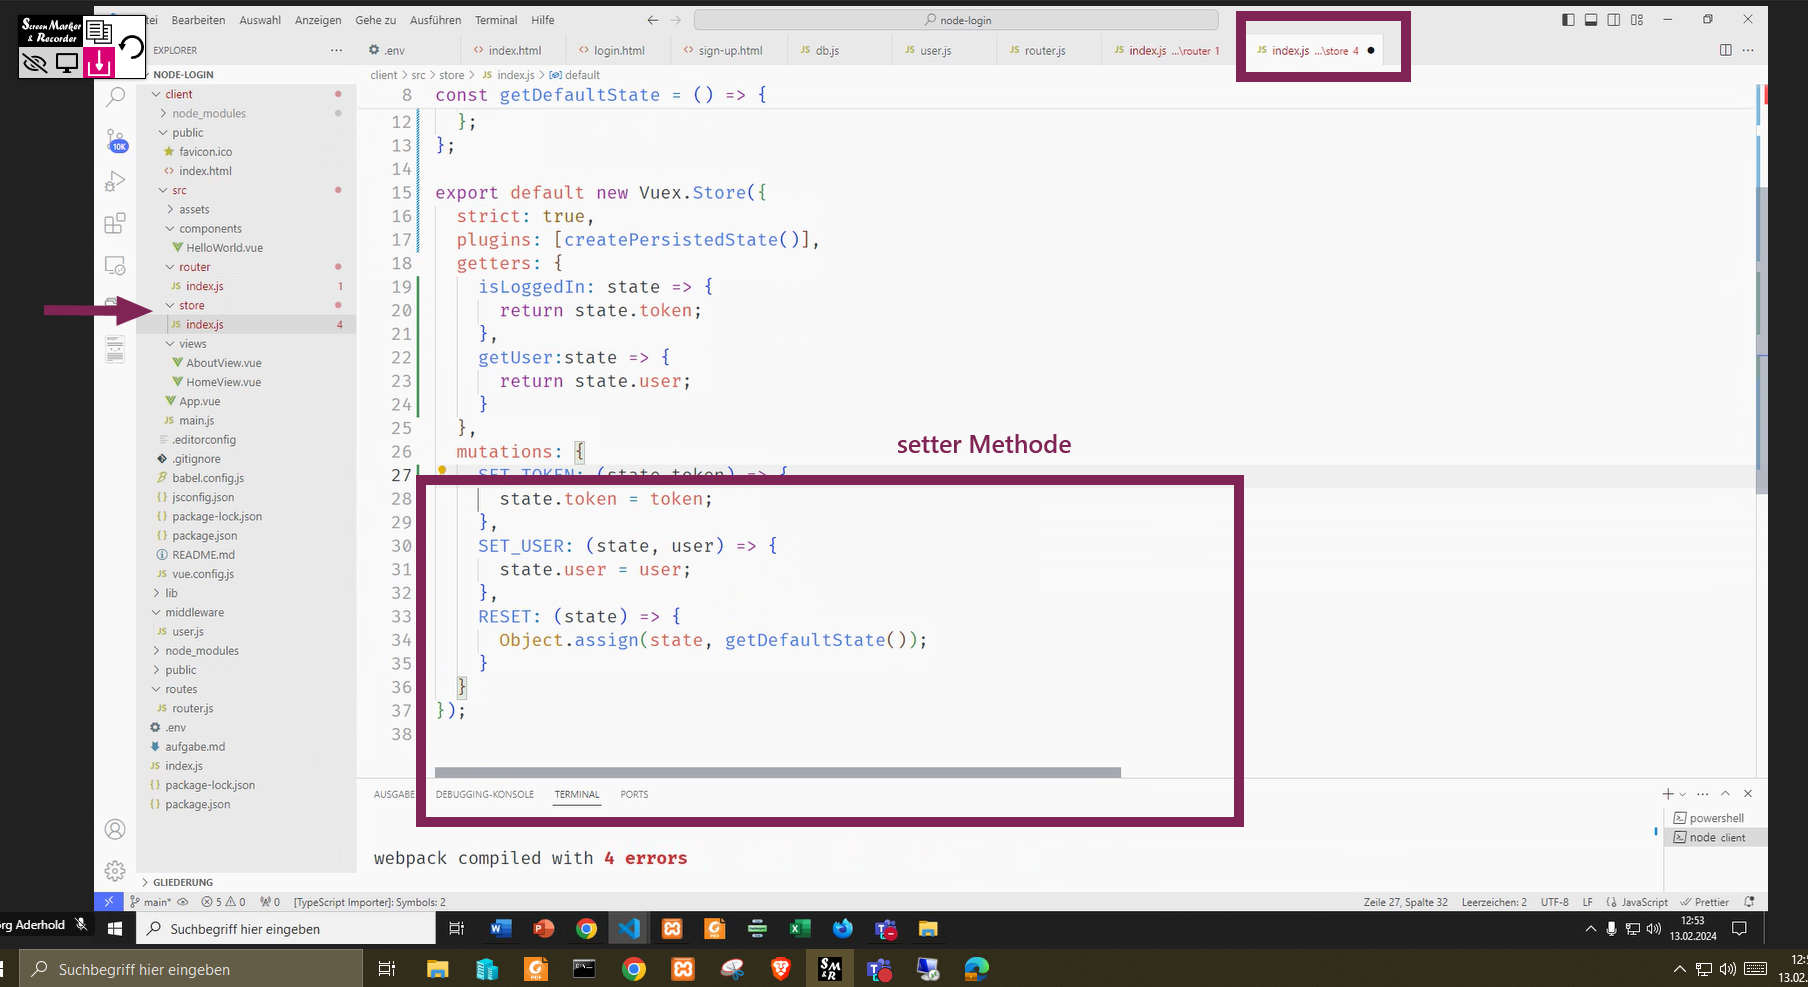 Screen Marker
& Recorder
Bearbeiten Auswahl Anzeigen Gehe zu Ausführen Terminal Hilfe
node-login
EXPLORER
.env
index.html
login.html
sign-up.html
db.js
user.js
router.js
index.js ...\router 1
index.js ...\store 4
NODE-LOGIN
client
node_modules
public
favicon.ico
index.html
src
assets
components
HelloWorld.vue
router
index.js 1
store
index.js 4
views
AboutView.vue
HomeView.vue
App.vue
main.js
.editorconfig
.gitignore
babel.config.js
jsconfig.json
package-lock.json
package.json
README.md
vue.config.js
lib
middleware
user.js
node_modules
public
routes
router.js
.env
aufgabe.md
index.js
package-lock.json
package.json
GLIEDERUNG
10K
client > src > store > JS index.js > default
8 const getDefaultState = () => {
12 };
13 };
14
15 export default new Vuex.Store({
16 strict: true,
17 plugins: [createPersistedState()],
18 getters: {
19 isLoggedIn: state => {
20 return state.token;
21 },
22 getUser:state => {
23 return state.user;
24 }
25 },
26 mutations: {
setter Methode
27 SET_TOKEN: (state,token) => {
28 state.token = token;
29 },
30 SET_USER: (state, user) => {
31 state.user = user;
32 },
33 RESET: (state) => {
34 Object.assign(state, getDefaultState());
35 }
36 }
37 });
38
AUSGABE DEBUGGING-KONSOLE TERMINAL PORTS
powershell
node client
webpack compiled with 4 errors
main* 5 0 0 [TypeScript Importer]: Symbols: 2
Zeile 27, Spalte 32 Leerzeichen: 2 UTF-8 LF JavaScript Prettier
rg Aderhold
Suchbegriff hier eingeben
12:53
13.02.2024
Suchbegriff hier eingeben